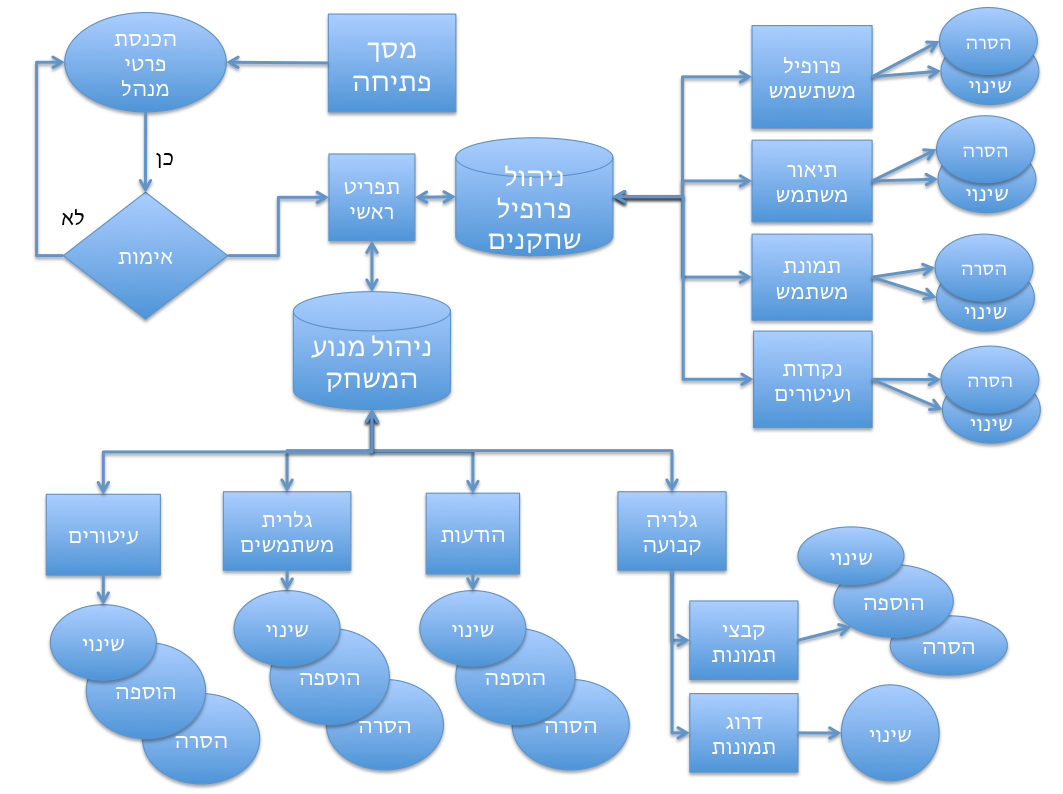 מסך
פתיחה
הכנסת
פרטי
מנהל
כן
לא
אימות
תפריט
ראשי
ניהול
פרופיל
שחקנים
פרופיל
משתשמש
הסרה
שינוי
תיאור
משתמש
הסרה
שינוי
תמונת
משתמש
הסרה
שינוי
נקודות
ועיטורים
הסרה
שינוי
ניהול מנוע
המשחק
גלריה
קבועה
קבצי
תמונות
שינוי
הוספה
הסרה
דרוג
תמונות
שינוי
הודעות
שינוי
הוספה
הסרה
גלרית
משתמשים
שינוי
הוספה
הסרה
עיטורים
שינוי
הוספה
הסרה